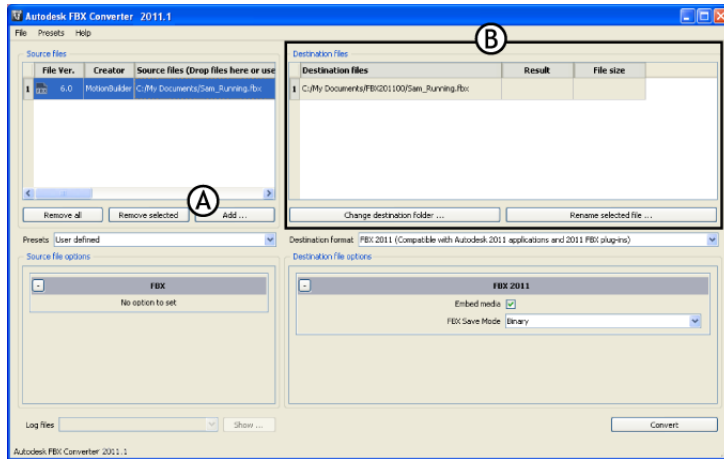 Autodesk FBX Converter 2011.1
File Presets Help
B
Source files
Destination files
File Ver. Creator Source files (Drop files here or use
Destination files Result File size
1 6.0 MotionBuilder C:/My Documents/Sam_Running.fbx
1 C:/My Documents/FBX201100/Sam_Running.fbx
A
Remove all Remove selected Add ...
Change destination folder ... Rename selected file ...
Presets User defined
Destination format FBX 2011 (Compatible with Autodesk 2011 applications and 2011 FBX plug-ins)
Source file options
Destination file options
- FBX
No option to set
- FBX 2011
Embed media
FBX Save Mode Binary
Log files Show ...
Convert
Autodesk FBX Converter 2011.1